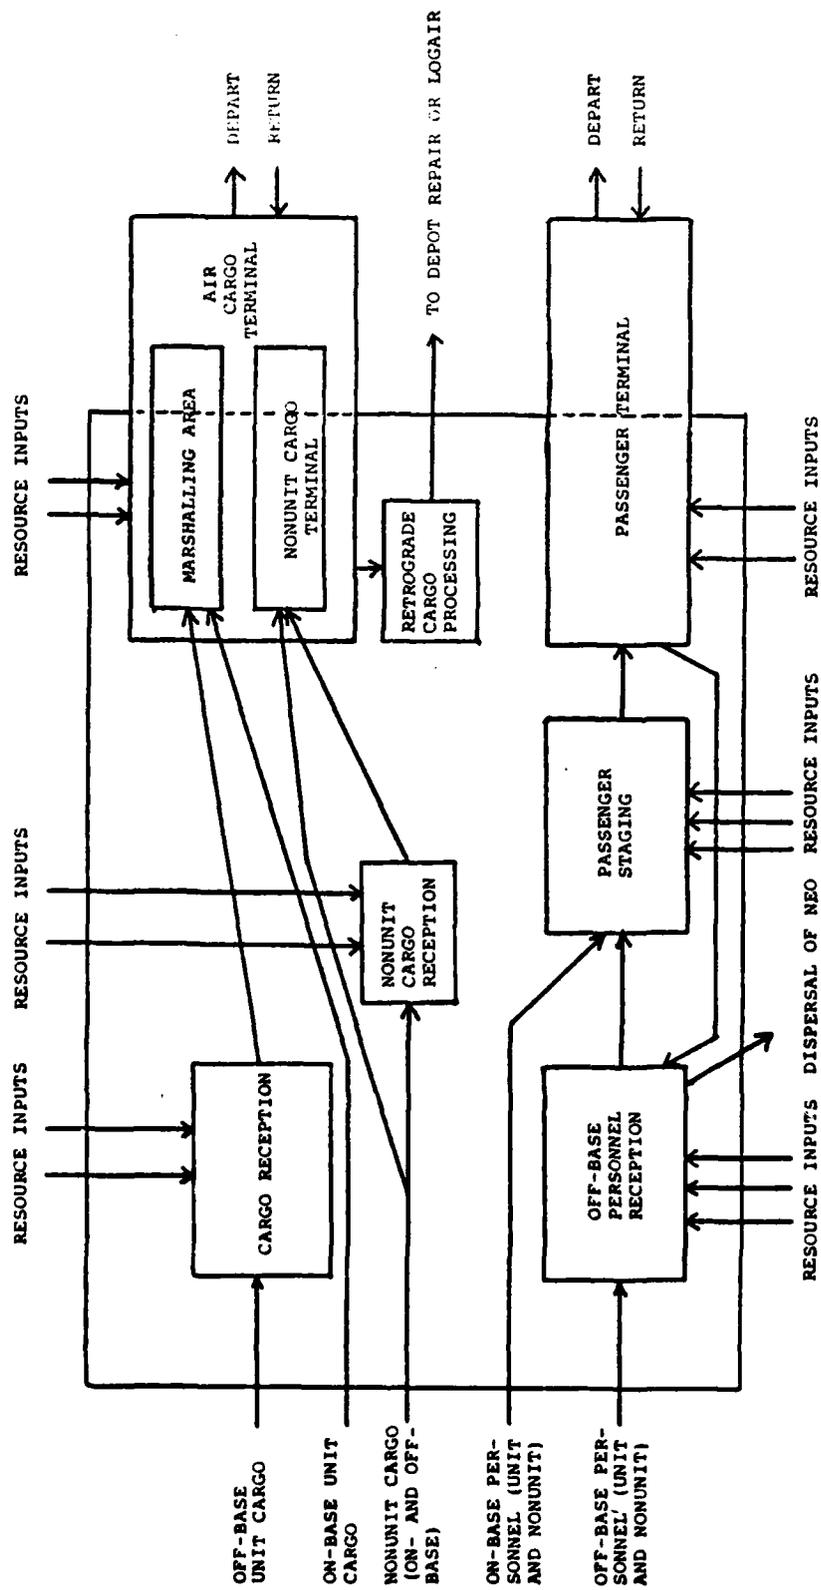 RESOURCE INPUTS
RESOURCE INPUTS
RESOURCE INPUTS
OFF-BASE
UNIT CARGO
CARGO RECEPTION
MARSHALLING AREA
AIR
CARGO
TERMINAL
DEPART
RETURN
ON-BASE UNIT
CARGO
NONUNIT CARGO
TERMINAL
NONUNIT CARGO
(ON- AND OFF-
BASE)
NONUNIT
CARGO
RECEPTION
RETROGRADE
CARGO
PROCESSING
TO DEPOT REPAIR OR LOGAIR
ON-BASE PER-
SONNEL (UNIT
AND NONUNIT)
OFF-BASE PER-
SONNEL' (UNIT
AND NONUNIT)
OFF-BASE
PERSONNEL
RECEPTION
PASSENGER
STAGING
PASSENGER TERMINAL
DEPART
RETURN
RESOURCE INPUTS
DISPERSAL OF NEO
RESOURCE INPUTS
RESOURCE INPUTS